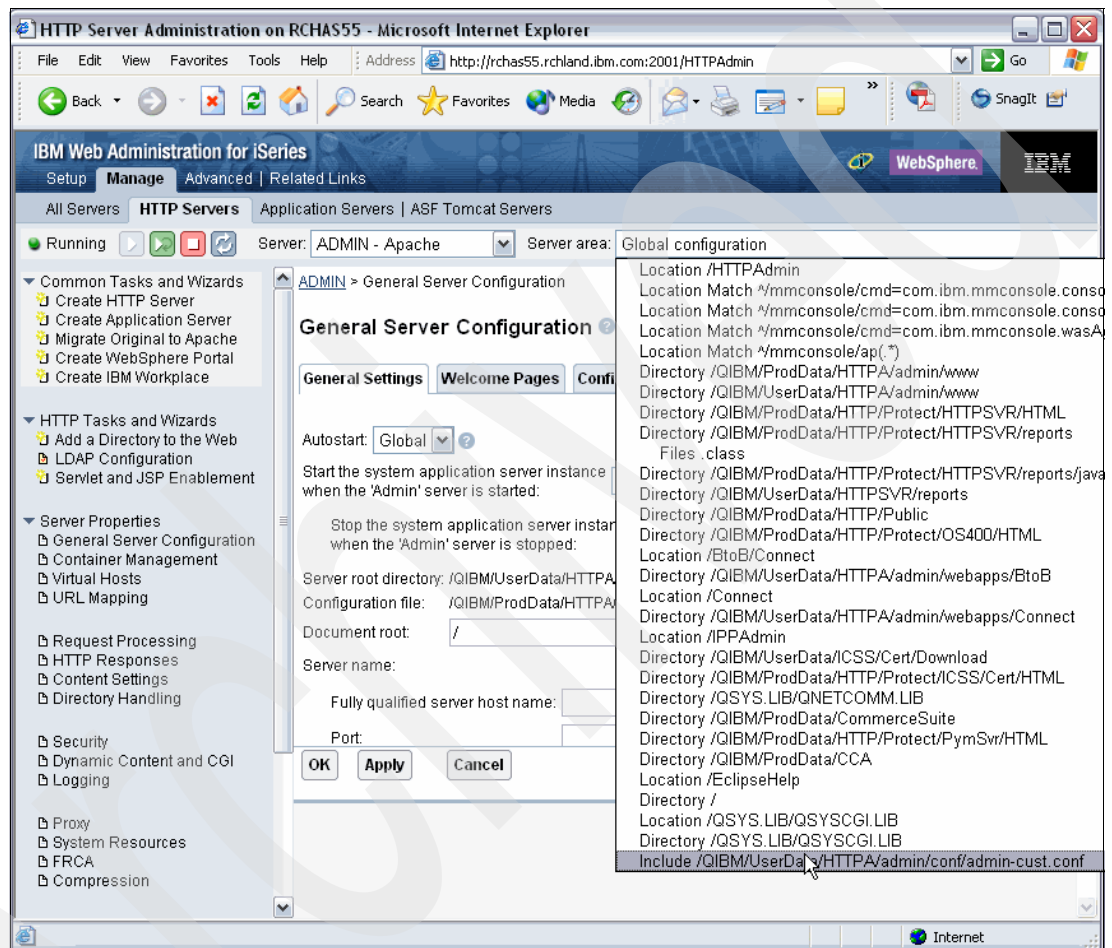 HTTP Server Administration on RCHAS55 - Microsoft Internet Explorer
File Edit View Favorites Tools Help Address http://rchas55.rchland.ibm.com:2001/HTTPAdmin Go
Back Search Favorites Media » SnagIt
IBM Web Administration for iSeries
WebSphere. IBM
Setup Manage Advanced | Related Links
All Servers HTTP Servers Application Servers | ASF Tomcat Servers
Running Server: ADMIN - Apache Server area: Global configuration
Common Tasks and Wizards
Create HTTP Server
Create Application Server
Migrate Original to Apache
Create WebSphere Portal
Create IBM Workplace
HTTP Tasks and Wizards
Add a Directory to the Web
LDAP Configuration
Servlet and JSP Enablement
Server Properties
General Server Configuration
Container Management
Virtual Hosts
URL Mapping
Request Processing
HTTP Responses
Content Settings
Directory Handling
Security
Dynamic Content and CGI
Logging
Proxy
System Resources
FRCA
Compression
ADMIN > General Server Configuration
General Server Configuration
General Settings Welcome Pages Confi
Autostart: Global
Start the system application server instance
when the 'Admin' server is started:
Stop the system application server instan
when the 'Admin' server is stopped:
Server root directory: /QIBM/UserData/HTTPA
Configuration file: /QIBM/ProdData/HTTPA/
Document root: /
Server name:
Fully qualified server host name:
Port:
OK Apply Cancel
Location /HTTPAdmin
Location Match ^/mmconsole/cmd=com.ibm.mmconsole.conso
Location Match ^/mmconsole/cmd=com.ibm.mmconsole.conso
Location Match ^/mmconsole/cmd=com.ibm.mmconsole.wasA
Location Match ^/mmconsole/ap(.*)
Directory /QIBM/ProdData/HTTPA/admin/www
Directory /QIBM/UserData/HTTPA/admin/www
Directory /QIBM/ProdData/HTTP/Protect/HTTPSVR/HTML
Directory /QIBM/ProdData/HTTP/Protect/HTTPSVR/reports
Files .class
Directory /QIBM/ProdData/HTTP/Protect/HTTPSVR/reports/java
Directory /QIBM/UserData/HTTPSVR/reports
Directory /QIBM/ProdData/HTTP/Public
Directory /QIBM/ProdData/HTTP/Protect/OS400/HTML
Location /BtoB/Connect
Directory /QIBM/UserData/HTTPA/admin/webapps/BtoB
Location /Connect
Directory /QIBM/UserData/HTTPA/admin/webapps/Connect
Location /IPPAdmin
Directory /QIBM/UserData/ICSS/Cert/Download
Directory /QIBM/ProdData/HTTP/Protect/ICSS/Cert/HTML
Directory /QSYS.LIB/QNETCOMM.LIB
Directory /QIBM/ProdData/CommerceSuite
Directory /QIBM/ProdData/HTTP/Protect/PymSvr/HTML
Directory /QIBM/ProdData/CCA
Location /EclipseHelp
Directory /
Location /QSYS.LIB/QSYSCGI.LIB
Directory /QSYS.LIB/QSYSCGI.LIB
Include /QIBM/UserData/HTTPA/admin/conf/admin-cust.conf
Internet